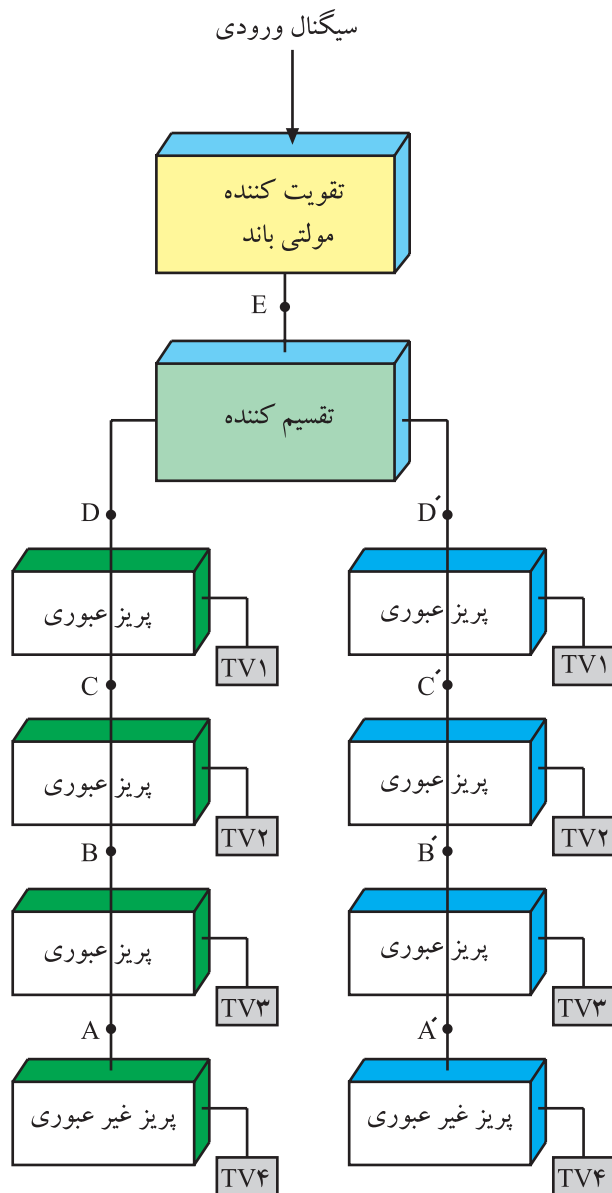 سیگنال ورودی
تقویت کننده
مولتی باند
E
تقسیم کننده
D
D´
پریز عبوری
پریز عبوری
TV۱
TV۱
C
C´
پریز عبوری
پریز عبوری
TV۲
TV۲
B
B´
پریز عبوری
پریز عبوری
TV۳
TV۳
A
A´
پریز غیر عبوری
پریز غیر عبوری
TV۴
TV۴